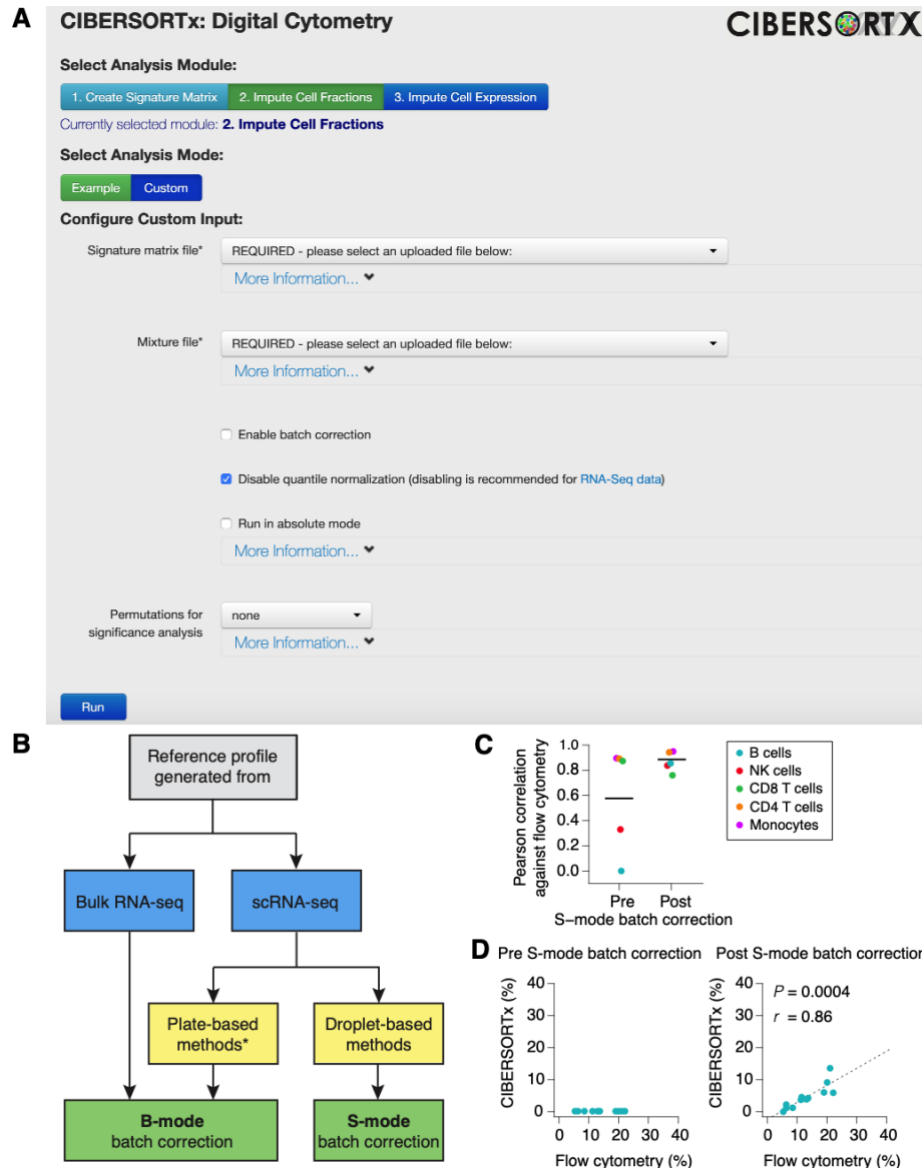 A
CIBERSORTx: Digital Cytometry
CIBERSORTX
Select Analysis Module:
1. Create Signature Matrix 2. Impute Cell Fractions 3. Impute Cell Expression
Currently selected module: 2. Impute Cell Fractions
Select Analysis Mode:
Example Custom
Configure Custom Input:
Signature matrix file* REQUIRED - please select an uploaded file below:
More Information...
Mixture file* REQUIRED - please select an uploaded file below:
More Information...
Enable batch correction
Disable quantile normalization (disabling is recommended for RNA-Seq data)
Run in absolute mode
More Information...
Permutations for
significance analysis
none
More Information...
Run
B
Reference profile
generated from
Bulk RNA-seq
scRNA-seq
Plate-based
methods*
Droplet-based
methods
B-mode
batch correction
S-mode
batch correction
C
Pearson correlation
against flow cytometry
1.0
0.8
0.6
0.4
0.2
0.0
Pre Post
S-mode batch correction
B cells
NK cells
CD8 T cells
CD4 T cells
Monocytes
D
Pre S-mode batch correction
CIBERSORTx (%)
40
30
20
10
0
0 10 20 30 40
Flow cytometry (%)
Post S-mode batch correction
CIBERSORTx (%)
40
30
20
10
0
P = 0.0004
r = 0.86
0 10 20 30 40
Flow cytometry (%)